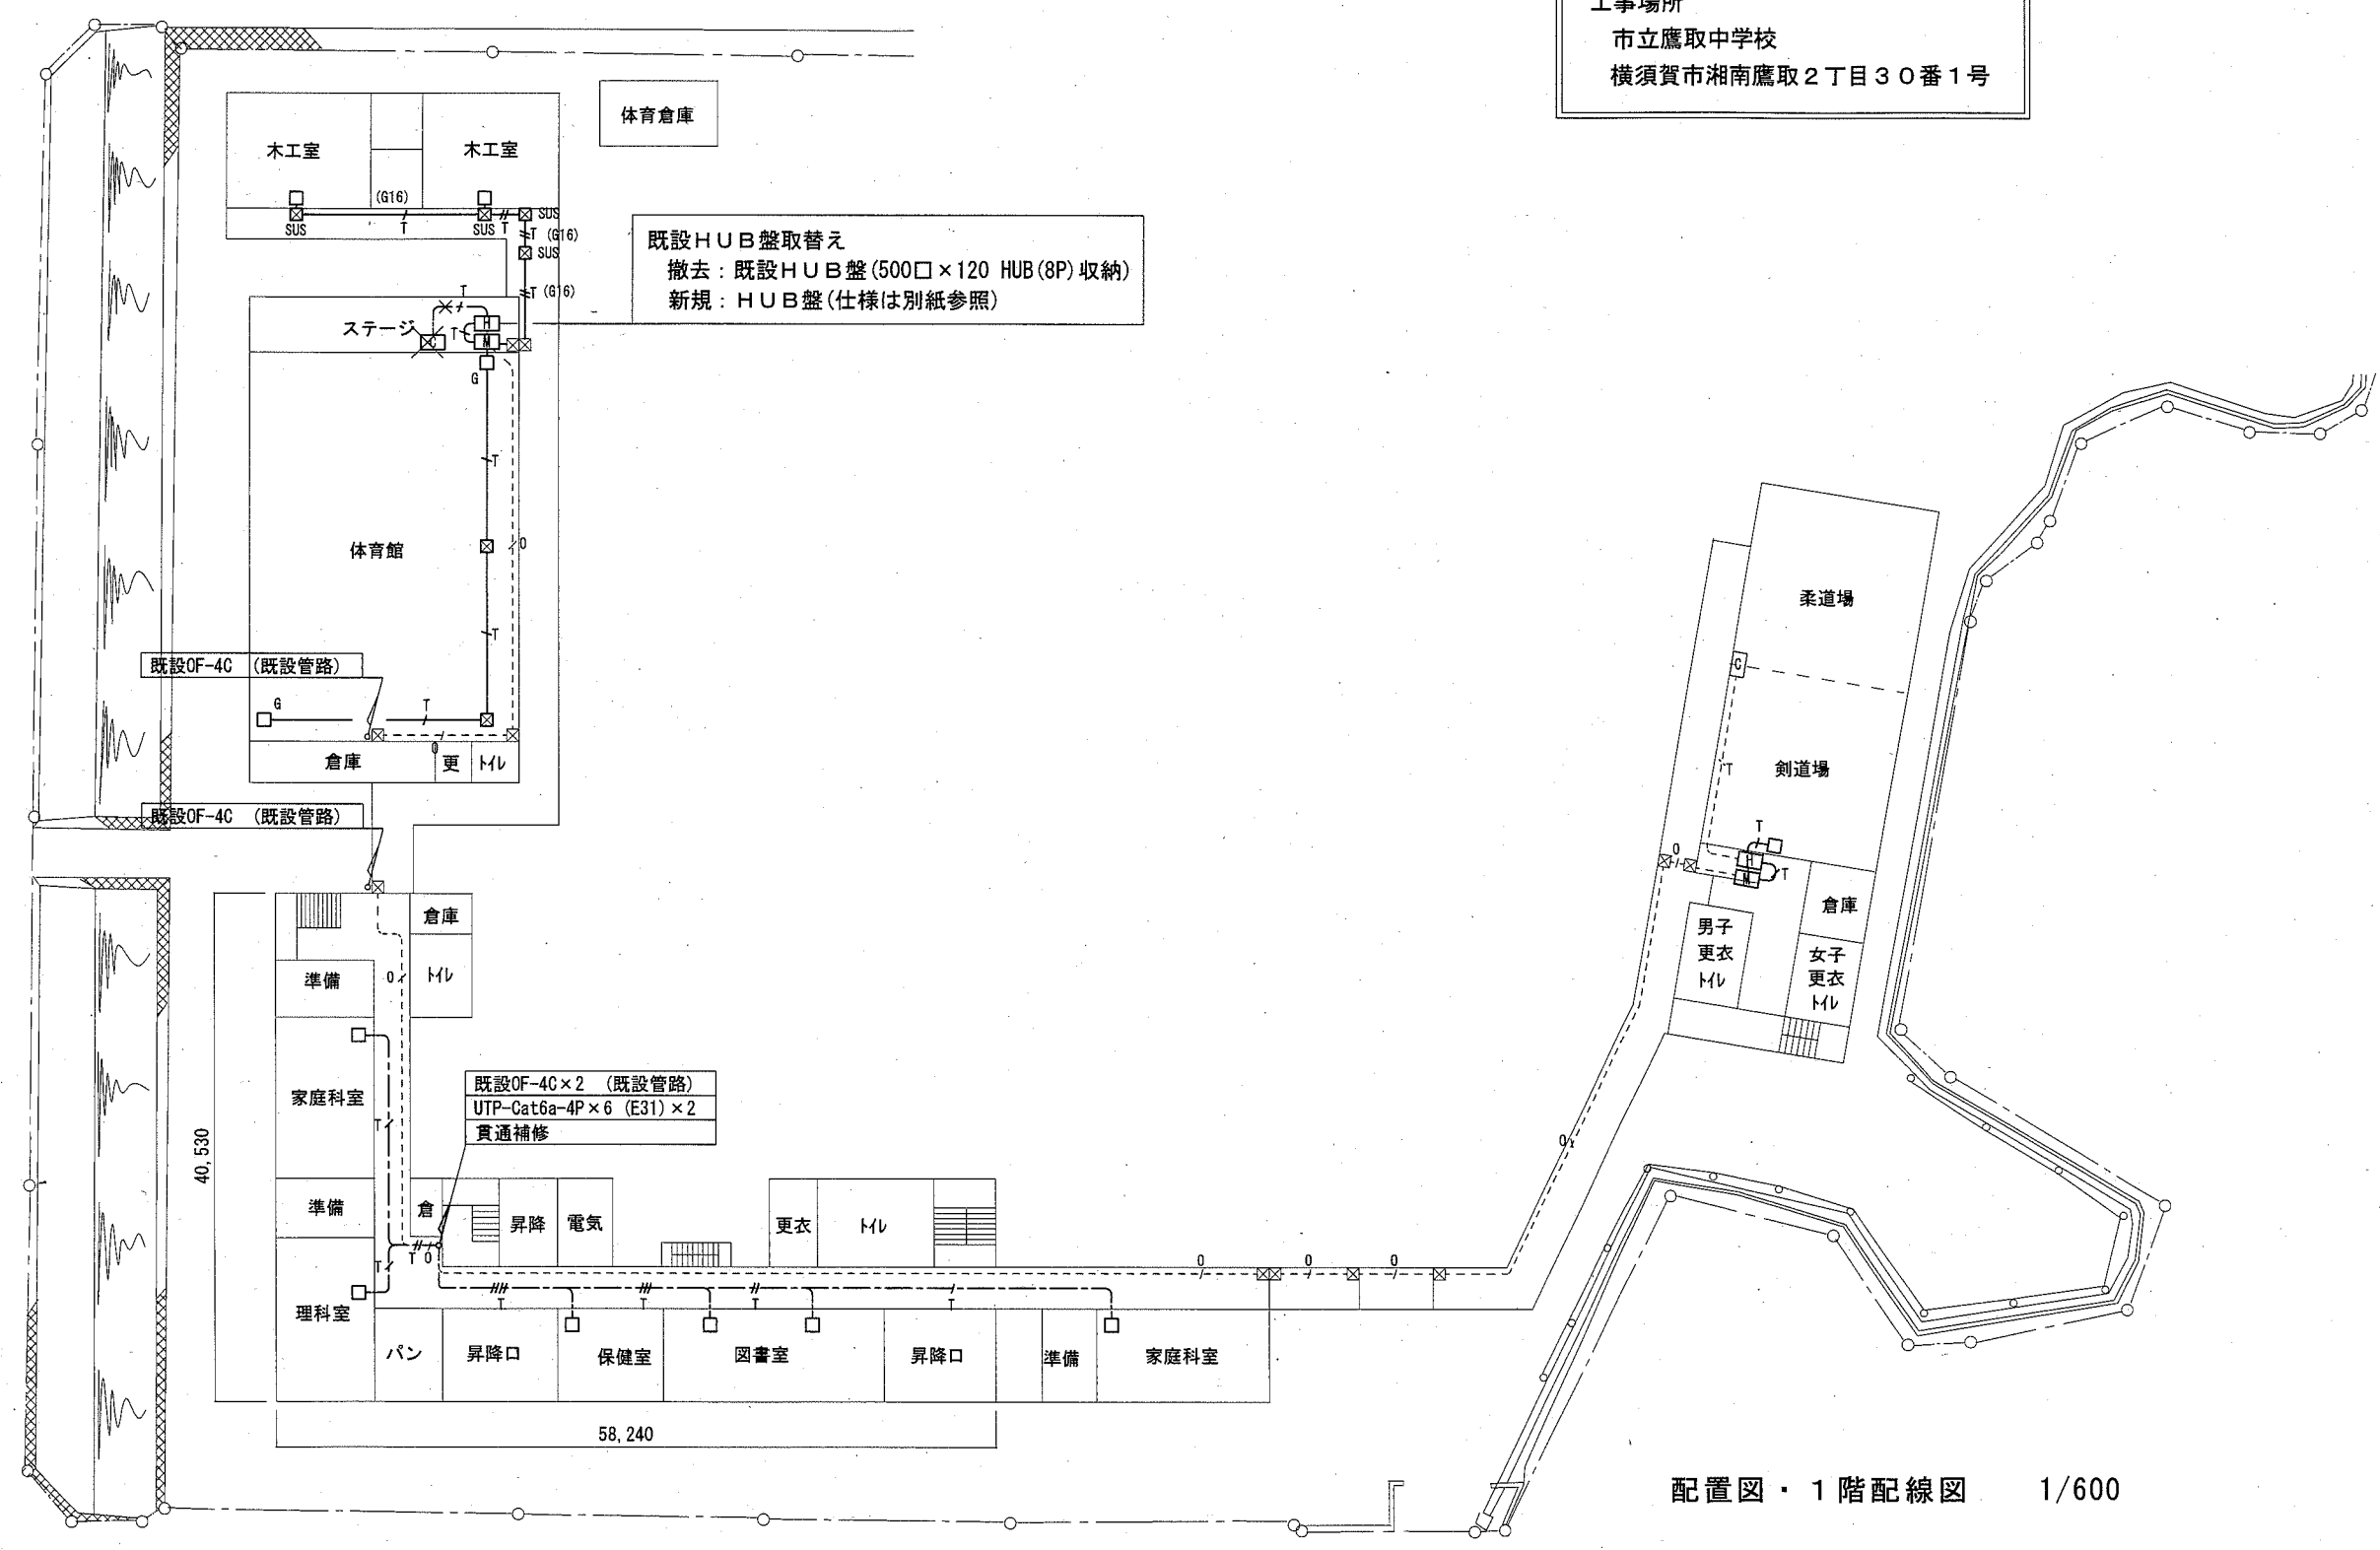 工事場所
市立鷹取中学校
横須賀市湘南鷹取2丁目30番1号
体育倉庫
木工室
木工室
(G16)
SUS
T
SUS
T
SUS
T (G16)
SUS
T (G16)
既設HUB盤取替え
撤去:既設HUB盤(500□×120 HUB(8P)収納)
新規:HUB盤(仕様は別紙参照)
T
ステージ
C
T
H
M
G
T
体育館
O
T
既設OF-4C (既設管路)
G
T
O
倉庫
更
トイレ
既設OF-4C (既設管路)
倉庫
トイレ
準備
O
家庭科室
T
既設OF-4C×2 (既設管路)
UTP-Cat6a-4P×6 (E31)×2
貫通補修
40,530
準備
倉
昇降
電気
更衣
トイレ
T
T
O
理科室
T
T
T
T
O
O
O
O
パン
昇降口
保健室
図書室
昇降口
準備
家庭科室
58,240
柔道場
C
T
剣道場
T
O
H
M
T
倉庫
男子
更衣
トイレ
女子
更衣
トイレ
配置図・1階配線図 1/600